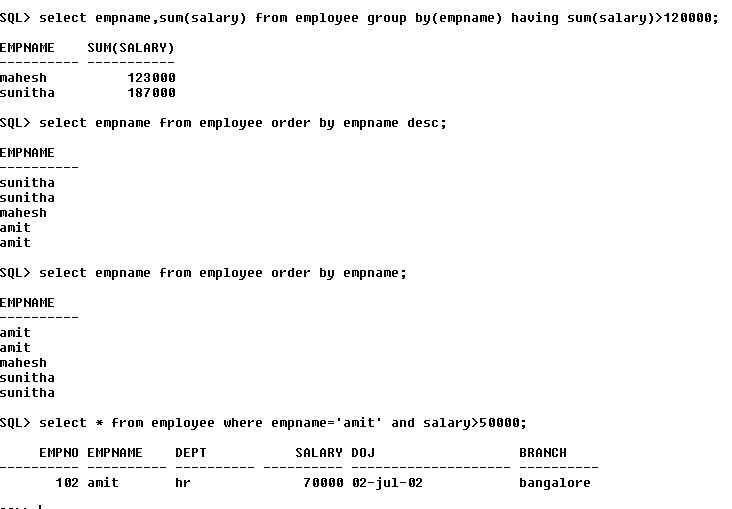 SQL> select empname,sum(salary) from employee group by(empname) having sum(salary)>120000;
EMPNAME    SUM(SALARY)
---------- -----------
mahesh          123000
sunitha         187000
SQL> select empname from employee order by empname desc;
EMPNAME
----------
sunitha
sunitha
mahesh
amit
amit
SQL> select empname from employee order by empname;
EMPNAME
----------
amit
amit
mahesh
sunitha
sunitha
SQL> select * from employee where empname='amit' and salary>50000;
     EMPNO EMPNAME    DEPT           SALARY DOJ                  BRANCH
---------- ---------- ---------- ---------- -------------------- ----------
       102 amit       hr              70000 02-jul-02            bangalore